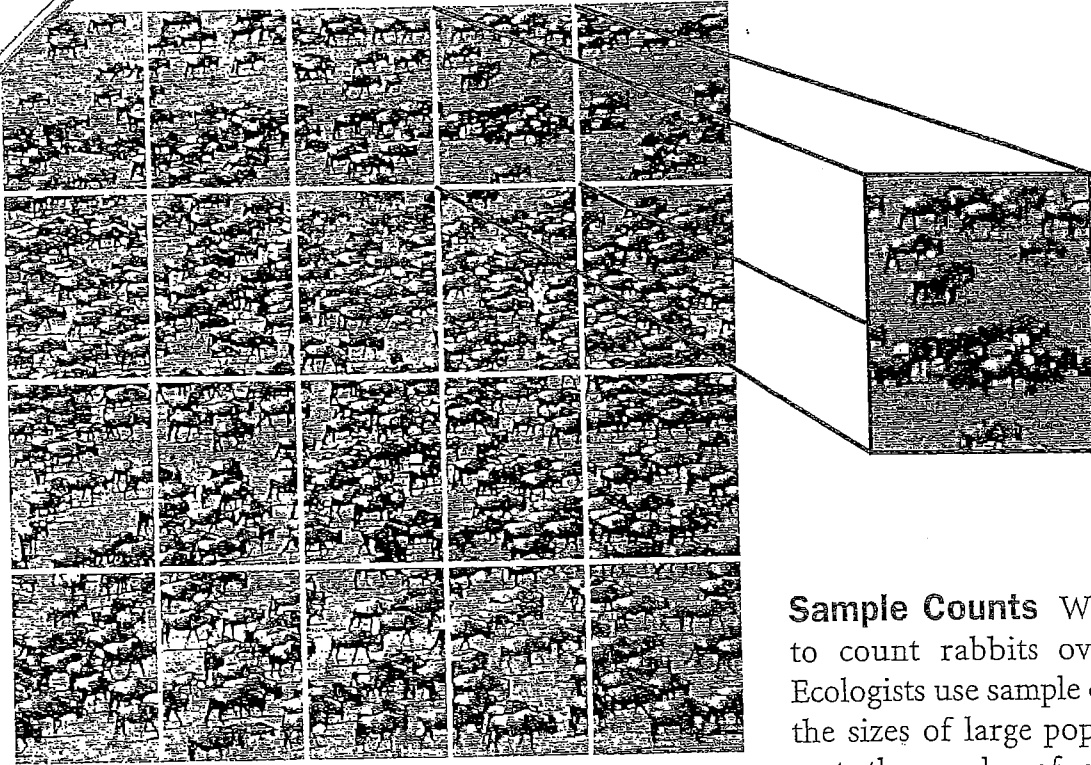 Sample Counts W
to count rabbits ov
Ecologists use sample
the sizes of large pop